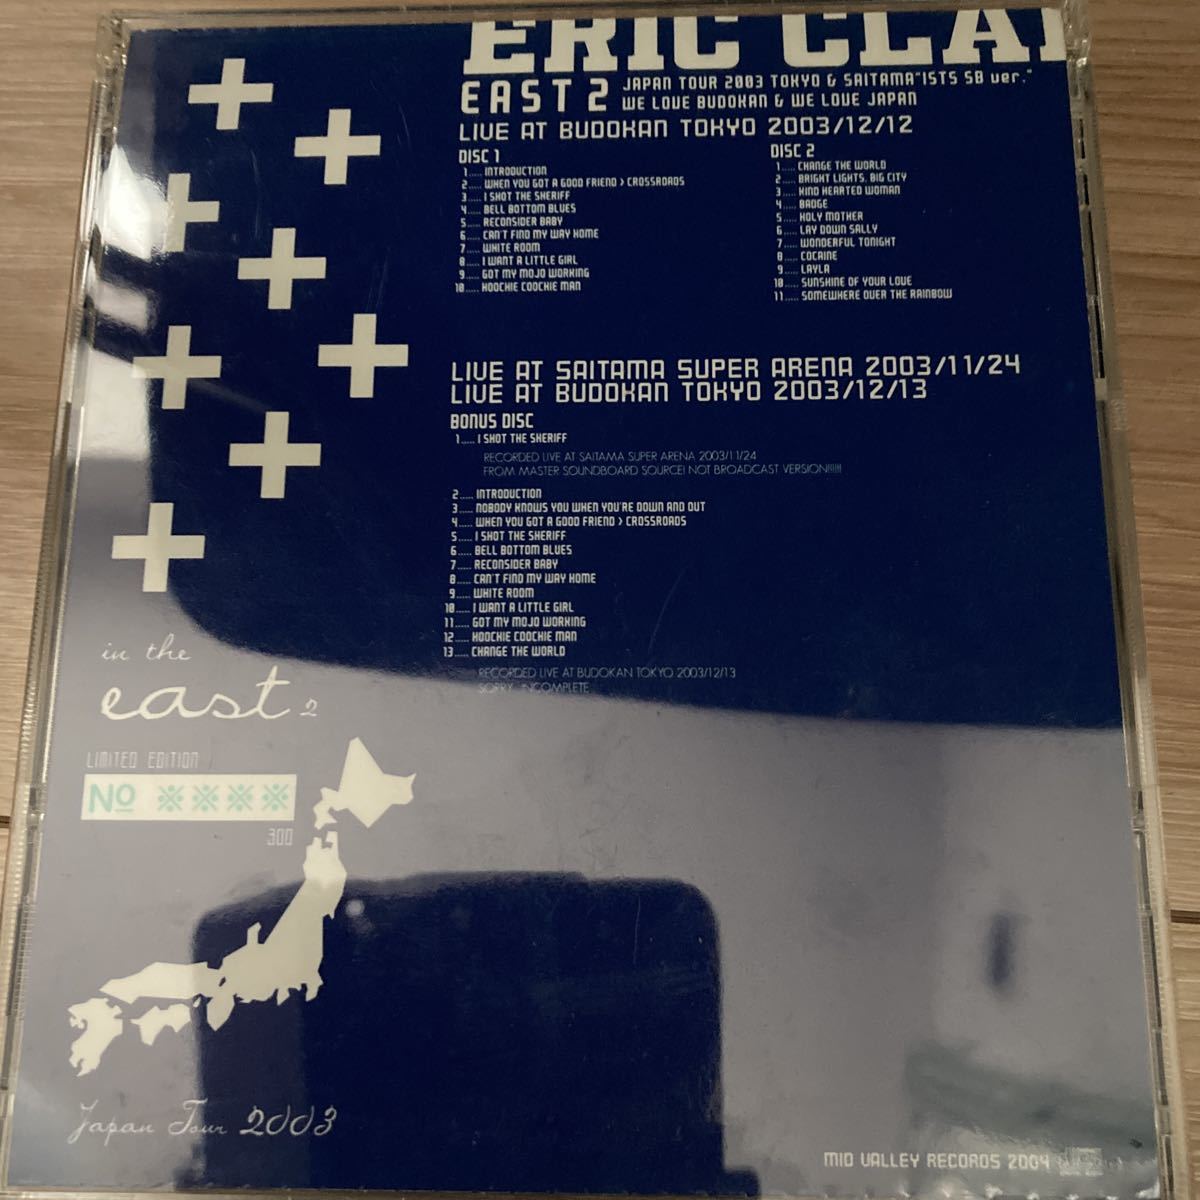 ERIC CLA
EAST 2 JAPAN TOUR 2003 TOKYO & SAITAMA "ISTS SB ver."
WE LOVE BUDOKAN & WE LOVE JAPAN
LIVE AT BUDOKAN TOKYO 2003/12/12
DISC 1
1..... INTRODUCTION
2..... WHEN YOU GOT A GOOD FRIEND > CROSSROADS
3..... I SHOT THE SHERIFF
4..... BELL BOTTOM BLUES
5..... RECONSIDER BABY
6..... CAN'T FIND MY WAY HOME
7..... WHITE ROOM
8..... I WANT A LITTLE GIRL
9..... GOT MY MOJO WORKING
10..... HOOCHIE COOCHIE MAN
DISC 2
1..... CHANGE THE WORLD
2..... BRIGHT LIGHTS, BIG CITY
3..... KIND HEARTED WOMAN
4..... BADGE
5..... HOLY MOTHER
6..... LAY DOWN SALLY
7..... WONDERFUL TONIGHT
8..... COCAINE
9..... LAYLA
10..... SUNSHINE OF YOUR LOVE
11..... SOMEWHERE OVER THE RAINBOW
LIVE AT SAITAMA SUPER ARENA 2003/11/24
LIVE AT BUDOKAN TOKYO 2003/12/13
BONUS DISC
1..... I SHOT THE SHERIFF
RECORDED LIVE AT SAITAMA SUPER ARENA 2003/11/24
FROM MASTER SOUNDBOARD SOURCE! NOT BROADCAST VERSION!!!!!!
2..... INTRODUCTION
3..... NOBODY KNOWS YOU WHEN YOU'RE DOWN AND OUT
4..... WHEN YOU GOT A GOOD FRIEND > CROSSROADS
5..... I SHOT THE SHERIFF
6..... BELL BOTTOM BLUES
7..... RECONSIDER BABY
8..... CAN'T FIND MY WAY HOME
9..... WHITE ROOM
10..... I WANT A LITTLE GIRL
11..... GOT MY MOJO WORKING
12..... HOOCHIE COOCHIE MAN
13..... CHANGE THE WORLD
RECORDED LIVE AT BUDOKAN TOKYO 2003/12/13
SORRY INCOMPLETE
in the
east 2
LIMITED EDITION
No ※※※※
300
Japan Tour 2003
MID VALLEY RECORDS 2004